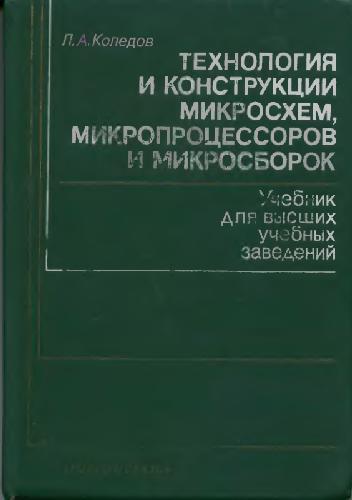 Л.А.Коледов
ТЕХНОЛОГИЯ
И КОНСТРУКЦИИ
МИКРОСХЕМ,
МИКРОПРОЦЕССОРОВ
И МИКРОСБОРОК
Учебник
для высших
учебных
заведений